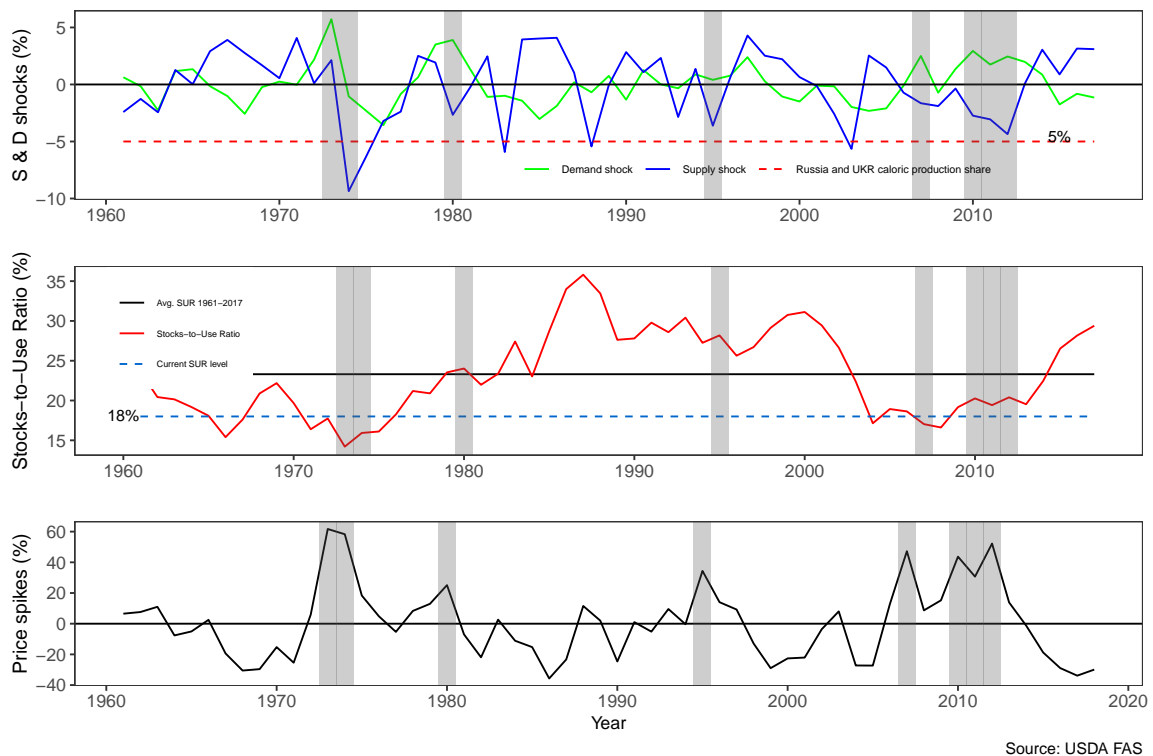 S & D shocks (%)
5
0
−5
−10
5%
Demand shock
Supply shock
Russia and UKR caloric production share
1960 1970 1980 1990 2000 2010
Stocks−to−Use Ratio (%)
35
30
25
20
15
Avg. SUR 1961−2017
Stocks−to−Use Ratio
Current SUR level
18%
1960 1970 1980 1990 2000 2010
Price spikes (%)
60
40
20
0
−20
−40
1960 1970 1980 1990 2000 2010 2020
Year
Source: USDA FAS